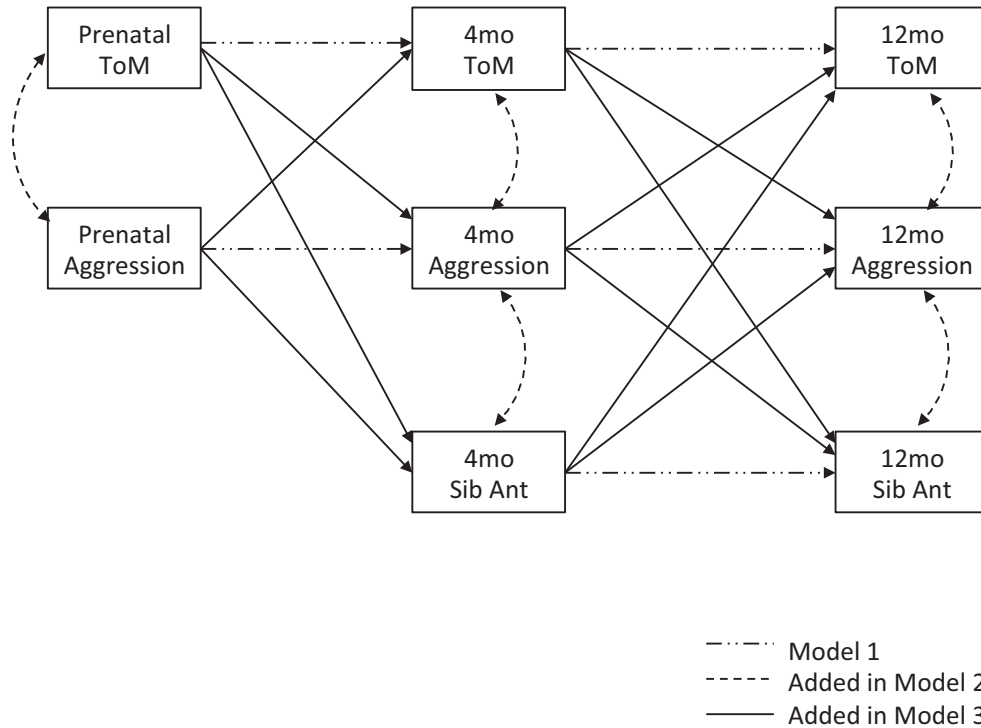 Prenatal
ToM
4mo
ToM
12mo
ToM
Prenatal
Aggression
4mo
Aggression
12mo
Aggression
4mo
Sib Ant
12mo
Sib Ant
Model 1
Added in Model 2
Added in Model 3